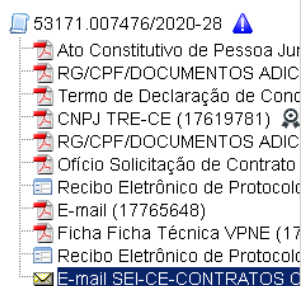 53171.007476/2020-28
Ato Constitutivo de Pessoa Jur
RG/CPF/DOCUMENTOS ADIC
Termo de Declaração de Conc
CNPJ TRE-CE (17619781)
RG/CPF/DOCUMENTOS ADIC
Ofício Solicitação de Contrato
Recibo Eletrônico de Protocolo
E-mail (17765648)
Ficha Ficha Técnica VPNE (17
Recibo Eletrônico de Protocolo
E-mail SEI-CE-CONTRATOS C